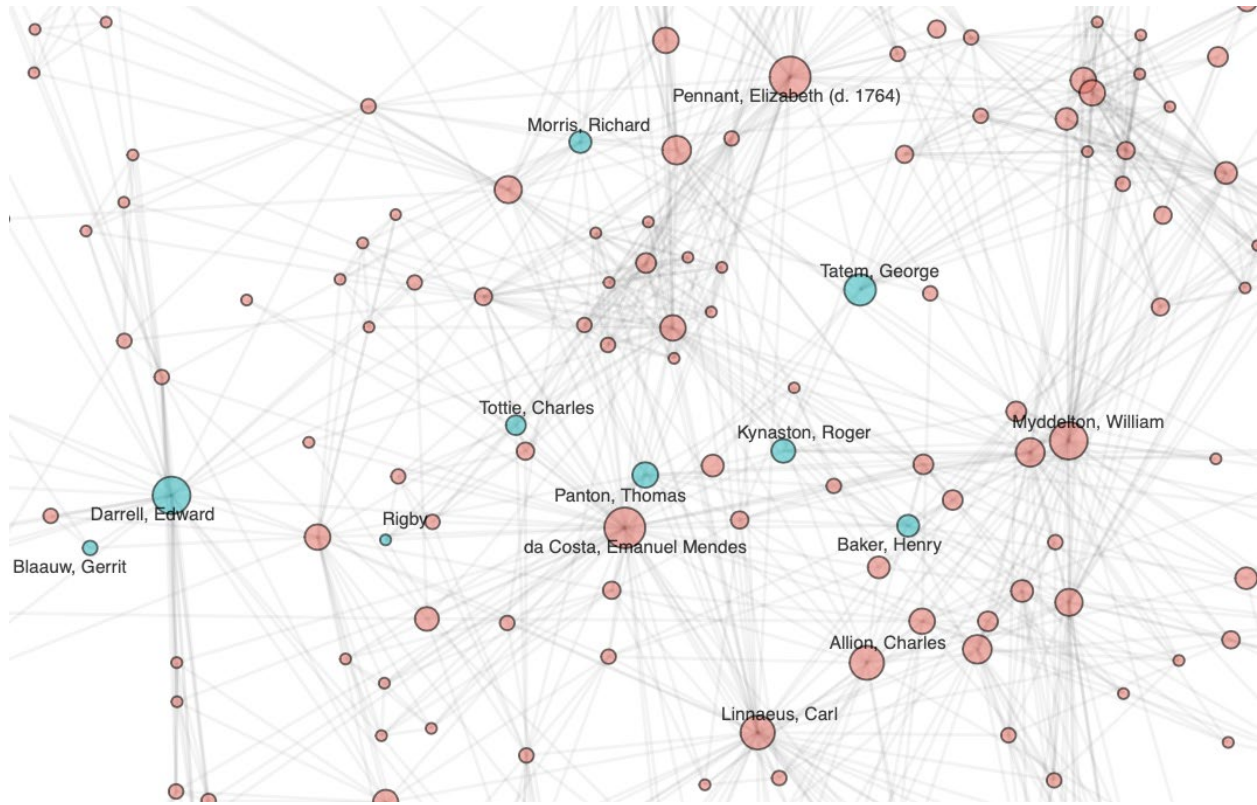 Pennant, Elizabeth (d. 1764)
Morris, Richard
Tatem, George
Tottie, Charles
Myddelton, William
Kynaston, Roger
Panton, Thomas
Darrell, Edward
Rigby
da Costa, Emanuel Mendes
Baker, Henry
Blaauw, Gerrit
Allion, Charles
Linnaeus, Carl